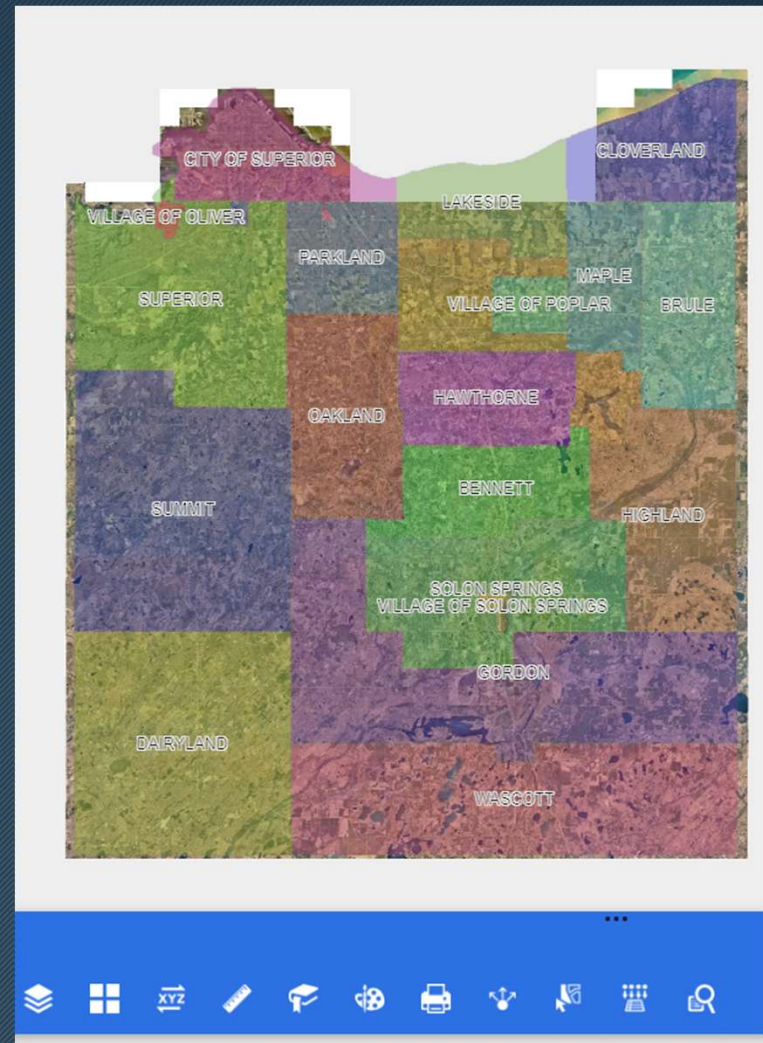 CITY OF SUPERIOR
CLOVERLAND
LAKESIDE
VILLAGE OF OLIVER
PARKLAND
MAPLE
SUPERIOR
VILLAGE OF POPLAR
BRULE
HAWTHORNE
OAKLAND
BENNETT
SUMMIT
HIGHLAND
SOLON SPRINGS
VILLAGE OF SOLON SPRINGS
GORDON
DAIRYLAND
WASCOTT
XYZ